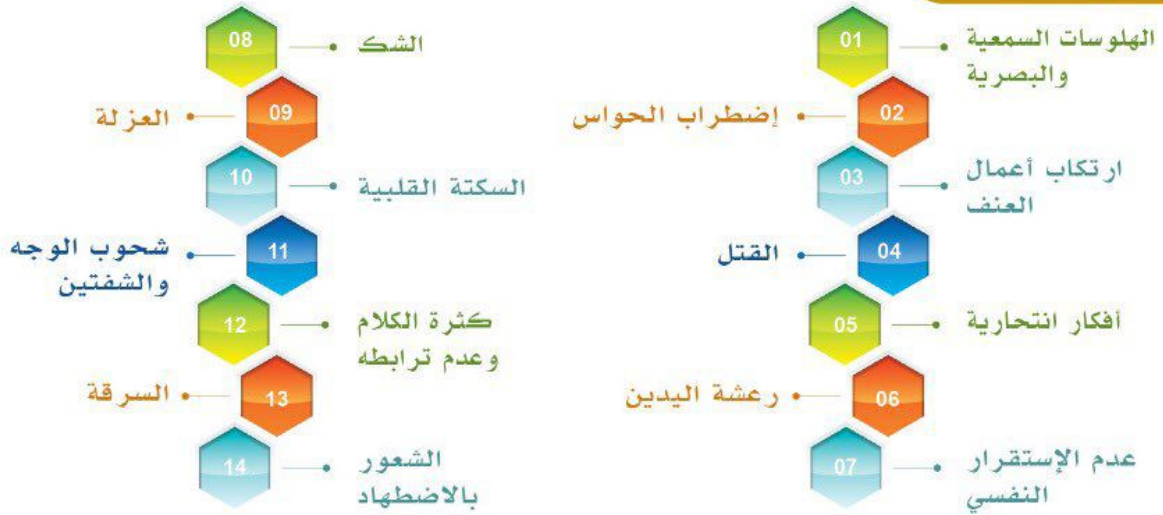 01
الهلوسات السمعية
والبصرية
02
إضطراب الحواس
03
ارتكاب أعمال
العنف
04
القتل
05
أفكار انتحارية
06
رعشة اليدين
07
عدم الإستقرار
النفسي
08
الشك
09
العزلة
10
السكتة القلبية
11
شحوب الوجه
والشفتين
12
كثرة الكلام
وعدم ترابطه
13
السرقة
14
الشعور
بالاضطهاد